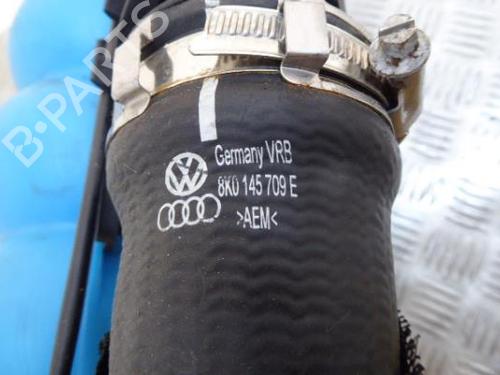 B-PARTS
Germany VRB
8K0 145 709 E
>AEM<